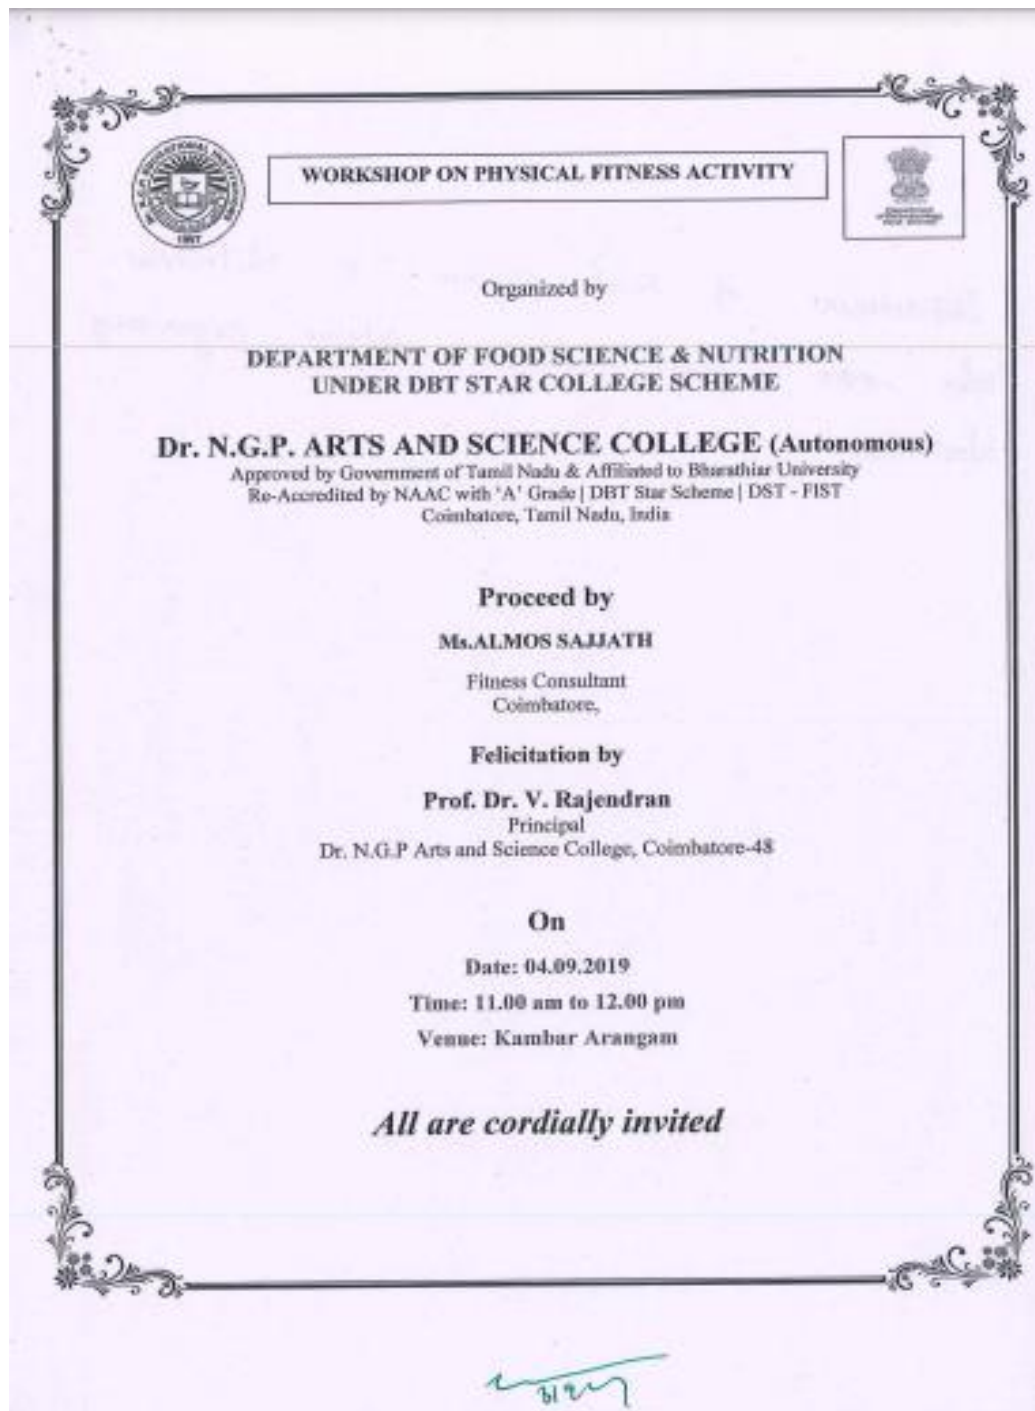 WORKSHOP ON PHYSICAL FITNESS ACTIVITY
1997
Organized by
DEPARTMENT OF FOOD SCIENCE & NUTRITION
UNDER DBT STAR COLLEGE SCHEME
Dr. N.G.P. ARTS AND SCIENCE COLLEGE (Autonomous)
Approved by Government of Tamil Nadu & Affiliated to Bharathiar University
Re-Accredited by NAAC with 'A' Grade | DBT Star Scheme | DST - FIST
Coimbatore, Tamil Nadu, India
Proceed by
Ms.ALMOS SAJJATH
Fitness Consultant
Coimbatore,
Felicitation by
Prof. Dr. V. Rajendran
Principal
Dr. N.G.P Arts and Science College, Coimbatore-48
On
Date: 04.09.2019
Time: 11.00 am to 12.00 pm
Venue: Kambar Arangam
All are cordially invited